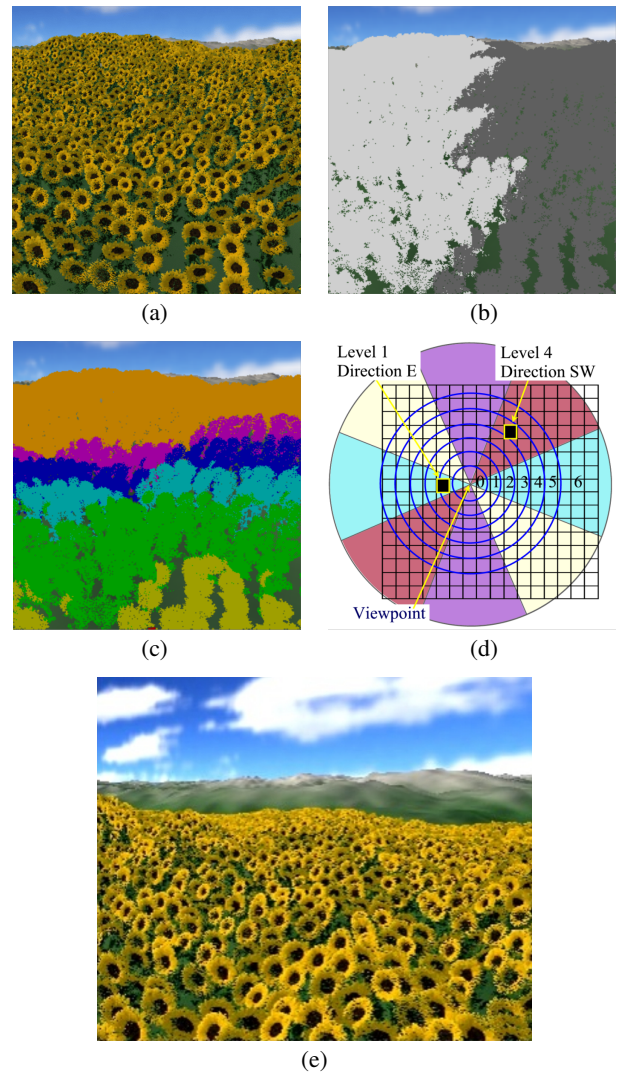 (a)
(b)
Level 1
Direction E
Level 4
Direction SW
0 1 2 3 4 5 6
Viewpoint
(c)
(d)
(e)